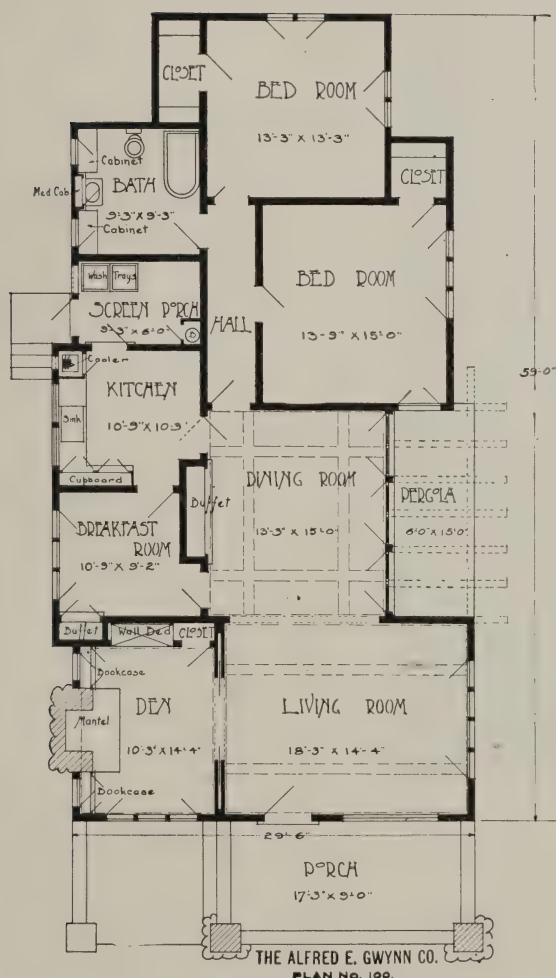 CLOSET
BED ROOM
13'-3" X 13'-3"
Cabinet
BATH
Med Cab.
9'-3" X 9'-3"
Cabinet
CLOSET
Wash Trays
SCREEN PORCH
9'-3" X 6'-0"
HALL
BED ROOM
13'-9" X 15'-0"
59'-0"
Cooler
KITCHEN
10'-9" X 10'-9"
Sink
Cupboard
DINING ROOM
13'-3" X 15'-0"
Buffet
PERGOLA
6'-0" X 15'-0"
BREAKFAST
ROOM
10'-9" X 9'-2"
Buffet
Wall Bed
CLOSET
Bookcase
DEN
Mantel
10'-3" X 14'-4"
Bookcase
LIVING ROOM
18'-3" X 14'-4"
29'-6"
PORCH
17'-3" X 9'-0"
THE ALFRED E. GWYNN CO.
PLAN No. 199.